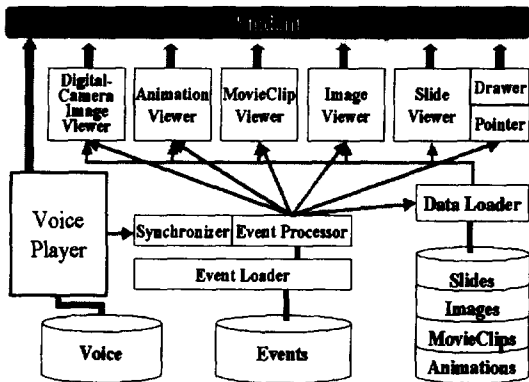 Student
Digital-
Camera
Image
Viewer
Animation
Viewer
MovieClip
Viewer
Image
Viewer
Slide
Viewer
Drawer
Pointer
Voice
Player
Synchronizer
Event Processor
Data Loader
Event Loader
Slides
Images
MovieClips
Animations
Voice
Events